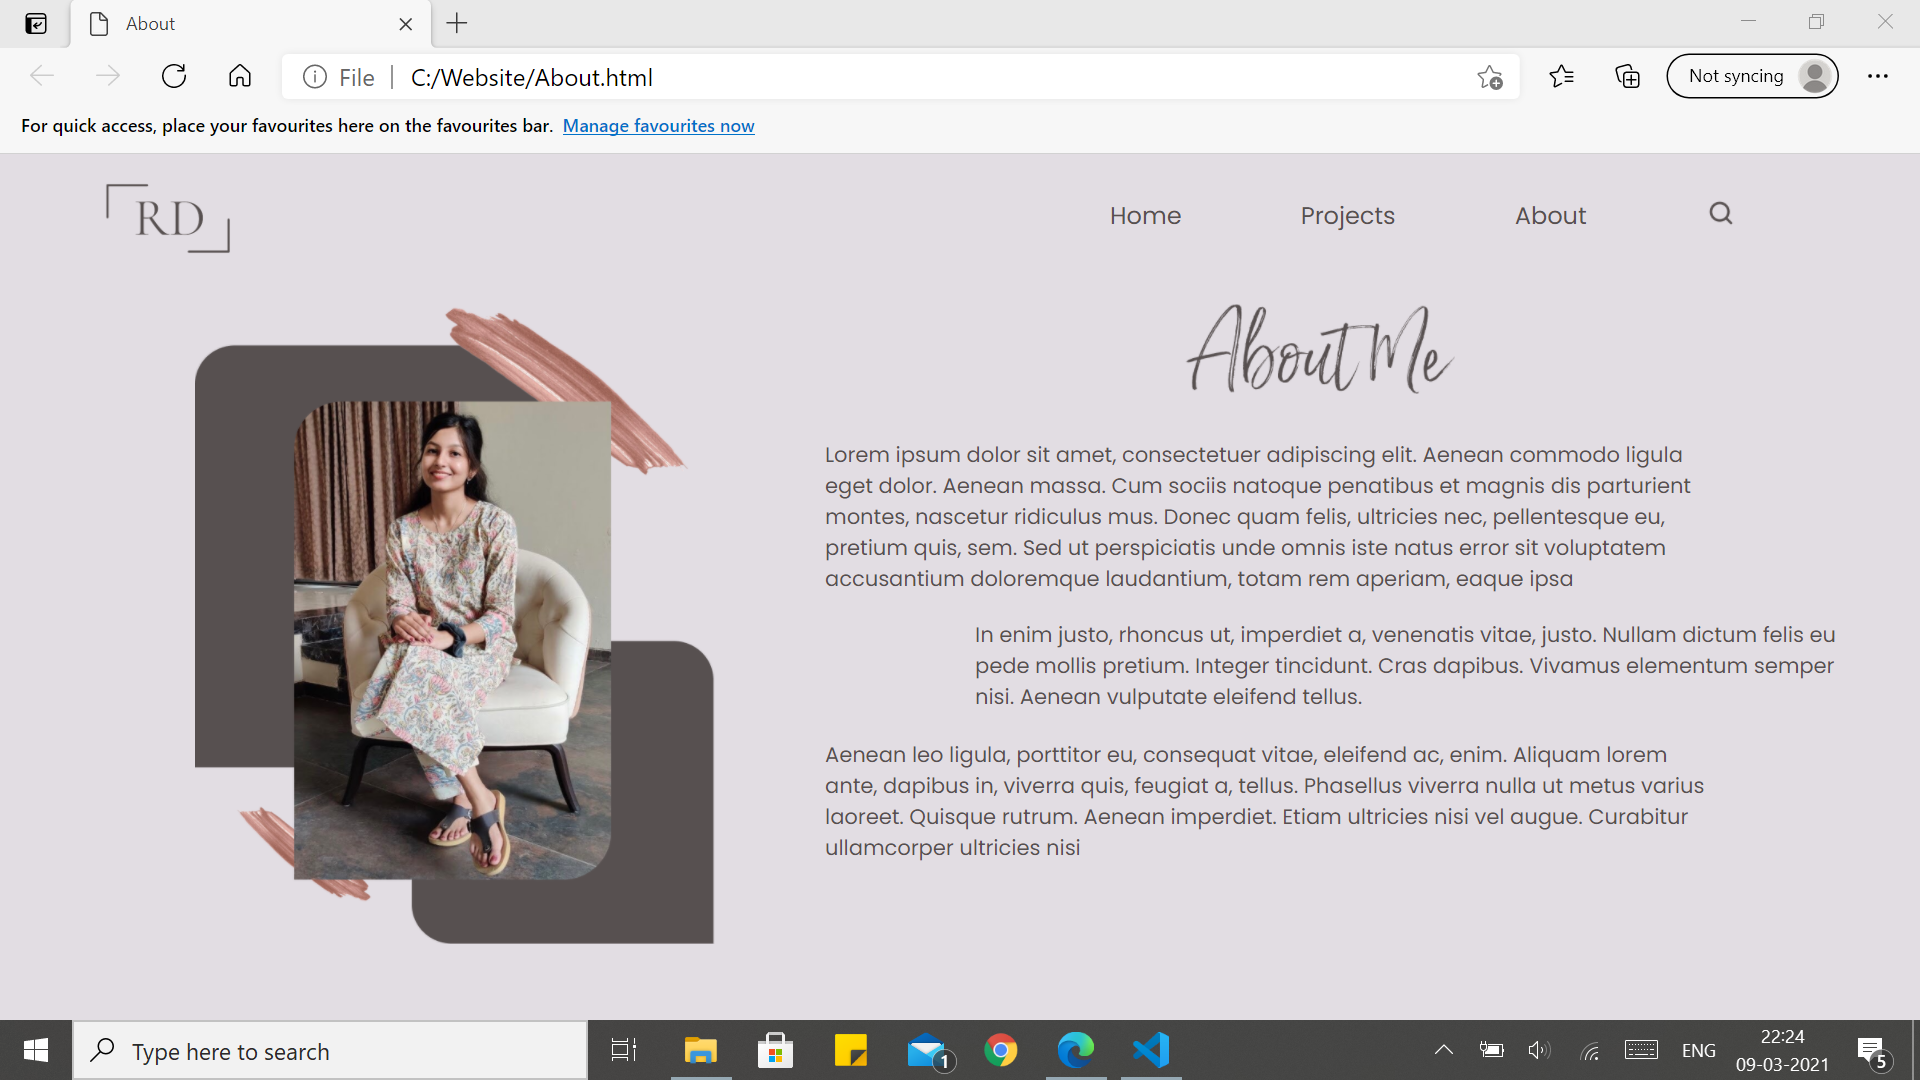 About
File
C:/Website/About.html
Not syncing
For quick access, place your favourites here on the favourites bar. Manage favourites now
RD
Home
Projects
About
About Me
Lorem ipsum dolor sit amet, consectetuer adipiscing elit. Aenean commodo ligula
eget dolor. Aenean massa. Cum sociis natoque penatibus et magnis dis parturient
montes, nascetur ridiculus mus. Donec quam felis, ultricies nec, pellentesque eu,
pretium quis, sem. Sed ut perspiciatis unde omnis iste natus error sit voluptatem
accusantium doloremque laudantium, totam rem aperiam, eaque ipsa
In enim justo, rhoncus ut, imperdiet a, venenatis vitae, justo. Nullam dictum felis eu
pede mollis pretium. Integer tincidunt. Cras dapibus. Vivamus elementum semper
nisi. Aenean vulputate eleifend tellus.
Aenean leo ligula, porttitor eu, consequat vitae, eleifend ac, enim. Aliquam lorem
ante, dapibus in, viverra quis, feugiat a, tellus. Phasellus viverra nulla ut metus varius
laoreet. Quisque rutrum. Aenean imperdiet. Etiam ultricies nisi vel augue. Curabitur
ullamcorper ultricies nisi
Type here to search
1
ENG
22:24
09-03-2021
5